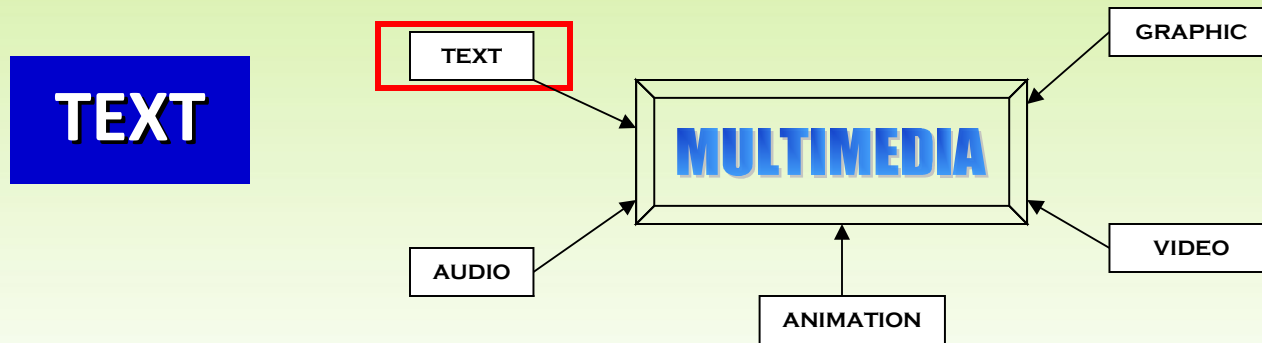 TEXT
TEXT
GRAPHIC
MULTIMEDIA
AUDIO
VIDEO
ANIMATION